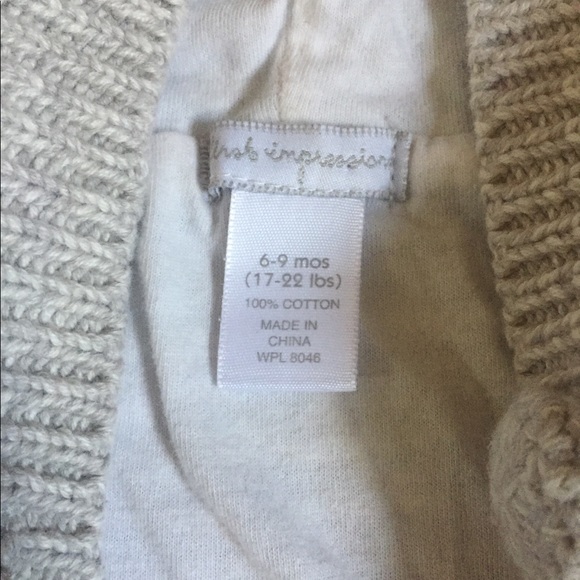 first impressions
6-9 mos
(17-22 lbs)
100% COTTON
MADE IN
CHINA
WPL 8046